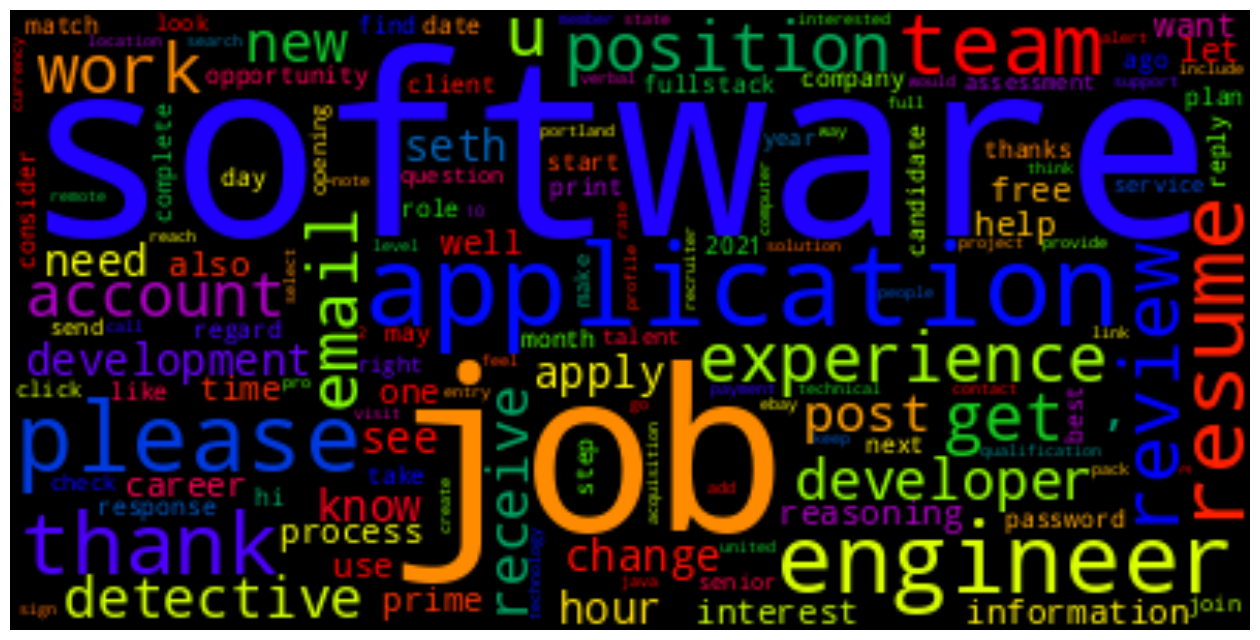 match
look
find
date
member
state
interested
want
location
search
new
u
position
team
alert
let
currency
work
opportunity
client
verbal
fullstack
company
would
assessment
ago
support
include
plan
software
complete
opening
seth
portland
year
way
full
candidate
thanks
think
reply
consider
remote
day
note
question
start
print
computer
free
service
help
reach
email
role
10
level
well
rate
2021
solution
recruiter
project
provide
need
also
select
account
application
make
profile
people
review
resume
send
call
regard
2
may
month
talent
link
development
right
feel
apply
experience
click
like
time
pro
one
entry
receive
go
payment
technical
contact
ebay
please
visit
see
job
step
acquisition
post
keep
get
best
,
next
qualification
check
career
take
add
developer
pack
response
hi
know
create
reasoning
password
thank
process
technology
change
united
engineer
use
java
senior
sign
detective
prime
hour
interest
information
join